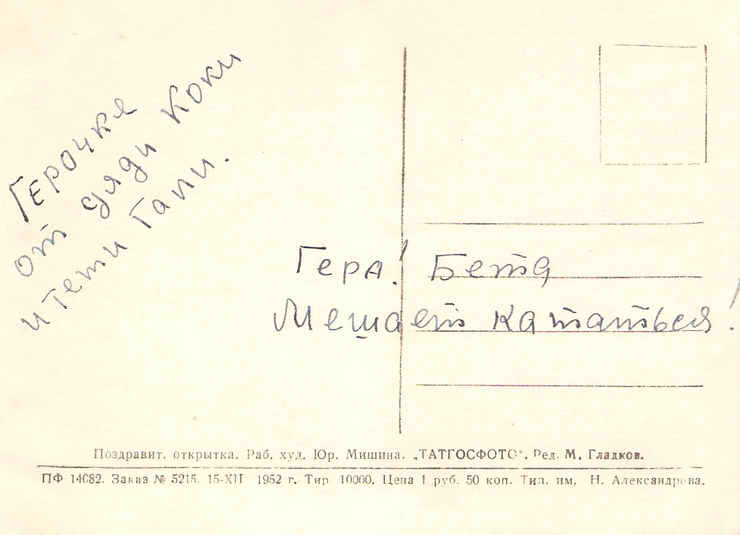 Герочке
от дяди Коки
и тети Гали.
Гера! Бета
Мешает кататься!
Поздравит. открытка. Раб. худ. Юр. Мишина. „ТАТГОСФОТО“. Ред. М. Гладков.
ПФ 14082. Заказ № 5215. 15-XII 1952 г. Тир. 10000. Цена 1 руб. 50 коп. Тип. им. Н. Александрова.